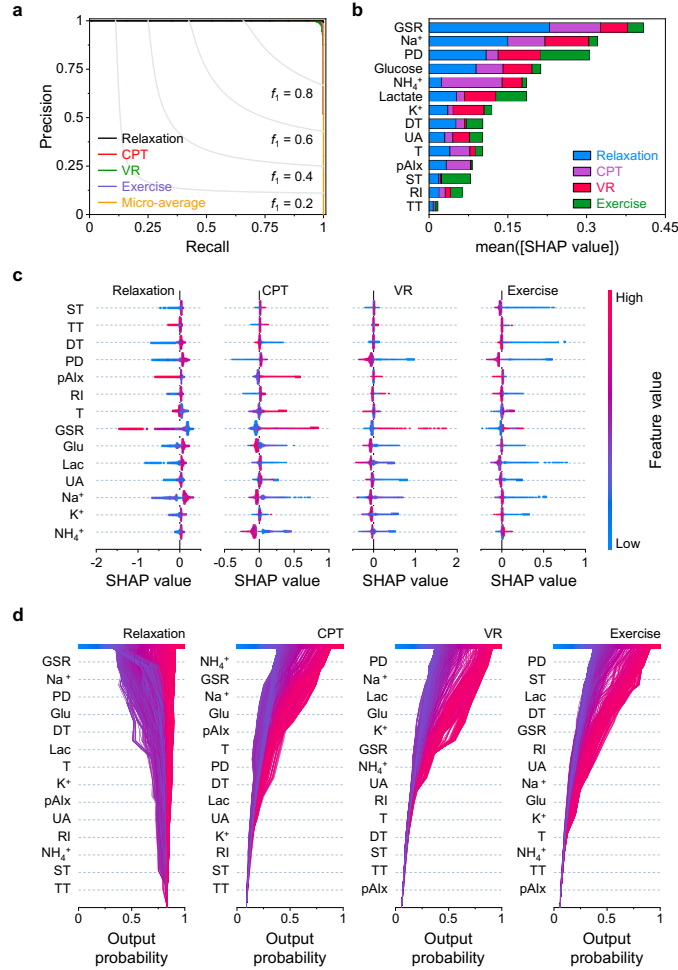 a
Precision
1
0.75
0.5
0.25
0
f₁ = 0.8
f₁ = 0.6
f₁ = 0.4
f₁ = 0.2
Relaxation
CPT
VR
Exercise
Micro-average
0 0.25 0.5 0.75 1
Recall
b
GSR
Na⁺
PD
Glucose
NH₄⁺
Lactate
K⁺
DT
UA
T
pAIx
ST
RI
TT
Relaxation
CPT
VR
Exercise
0 0.15 0.30 0.45
mean([SHAP value])
c
Relaxation CPT VR Exercise
ST
TT
DT
PD
pAIx
RI
T
GSR
Glu
Lac
UA
Na⁺
K⁺
NH₄⁺
-2 -1 0
SHAP value
-0.5 0 0.5 1
SHAP value
0 1 2
SHAP value
0 0.5 1
SHAP value
High
Feature value
Low
d
Relaxation
GSR
Na⁺
PD
Glu
DT
Lac
T
K⁺
pAIx
UA
RI
NH₄⁺
ST
TT
0 0.5 1
Output
probability
CPT
NH₄⁺
GSR
Na⁺
Glu
pAIx
T
PD
DT
Lac
UA
K⁺
RI
ST
TT
0 0.5 1
Output
probability
VR
PD
Na⁺
Lac
Glu
K⁺
GSR
NH₄⁺
UA
RI
T
DT
ST
TT
pAIx
0 0.5 1
Output
probability
Exercise
PD
ST
Lac
DT
GSR
RI
UA
Na⁺
Glu
K⁺
T
NH₄⁺
TT
pAIx
0 0.5 1
Output
probability